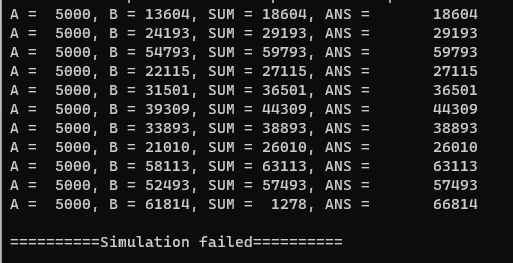 A =  5000, B = 13604, SUM = 18604, ANS =       18604
A =  5000, B = 24193, SUM = 29193, ANS =       29193
A =  5000, B = 54793, SUM = 59793, ANS =       59793
A =  5000, B = 22115, SUM = 27115, ANS =       27115
A =  5000, B = 31501, SUM = 36501, ANS =       36501
A =  5000, B = 39309, SUM = 44309, ANS =       44309
A =  5000, B = 33893, SUM = 38893, ANS =       38893
A =  5000, B = 21010, SUM = 26010, ANS =       26010
A =  5000, B = 58113, SUM = 63113, ANS =       63113
A =  5000, B = 52493, SUM = 57493, ANS =       57493
A =  5000, B = 61814, SUM =  1278, ANS =       66814
==========Simulation failed==========